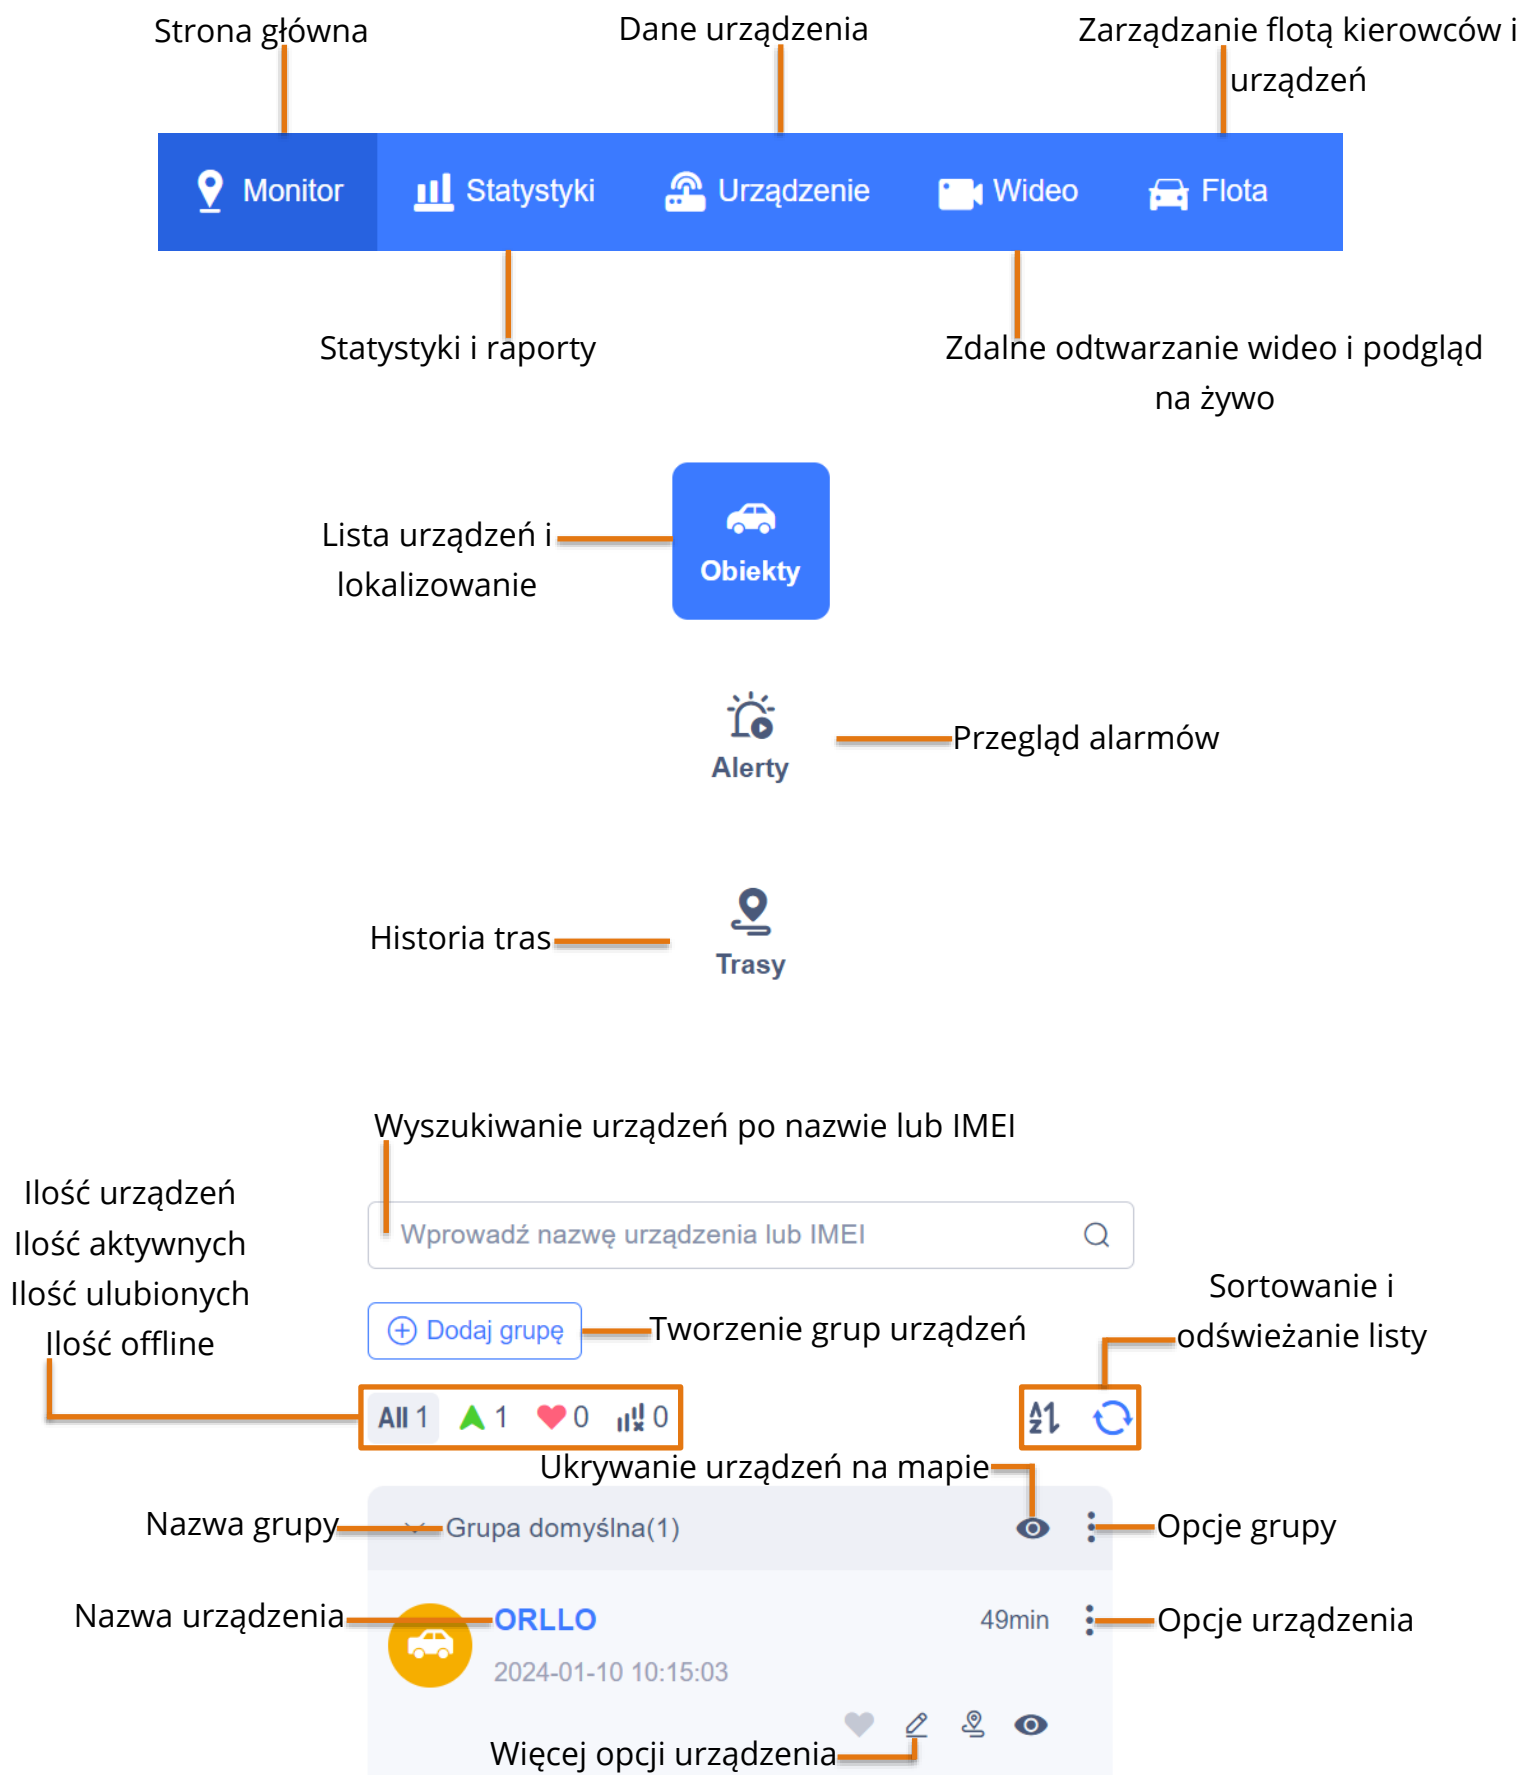 Strona główna
Dane urządzenia
Zarządzanie flotą kierowców i
urządzeń
Monitor
Statystyki
Urządzenie
Wideo
Flota
Statystyki i raporty
Zdalne odtwarzanie wideo i podgląd
na żywo
Lista urządzeń i
lokalizowanie
Obiekty
Alerty
Przegląd alarmów
Historia tras
Trasy
Wyszukiwanie urządzeń po nazwie lub IMEI
Ilość urządzeń
Ilość aktywnych
Ilość ulubionych
Ilość offline
Wprowadź nazwę urządzenia lub IMEI
Dodaj grupę
Tworzenie grup urządzeń
Sortowanie i
odświeżanie listy
All 1 1 0 0
AZ
Ukrywanie urządzeń na mapie
Nazwa grupy
Grupa domyślna(1)
Opcje grupy
Nazwa urządzenia
ORLLO
49min
Opcje urządzenia
2024-01-10 10:15:03
Więcej opcji urządzenia